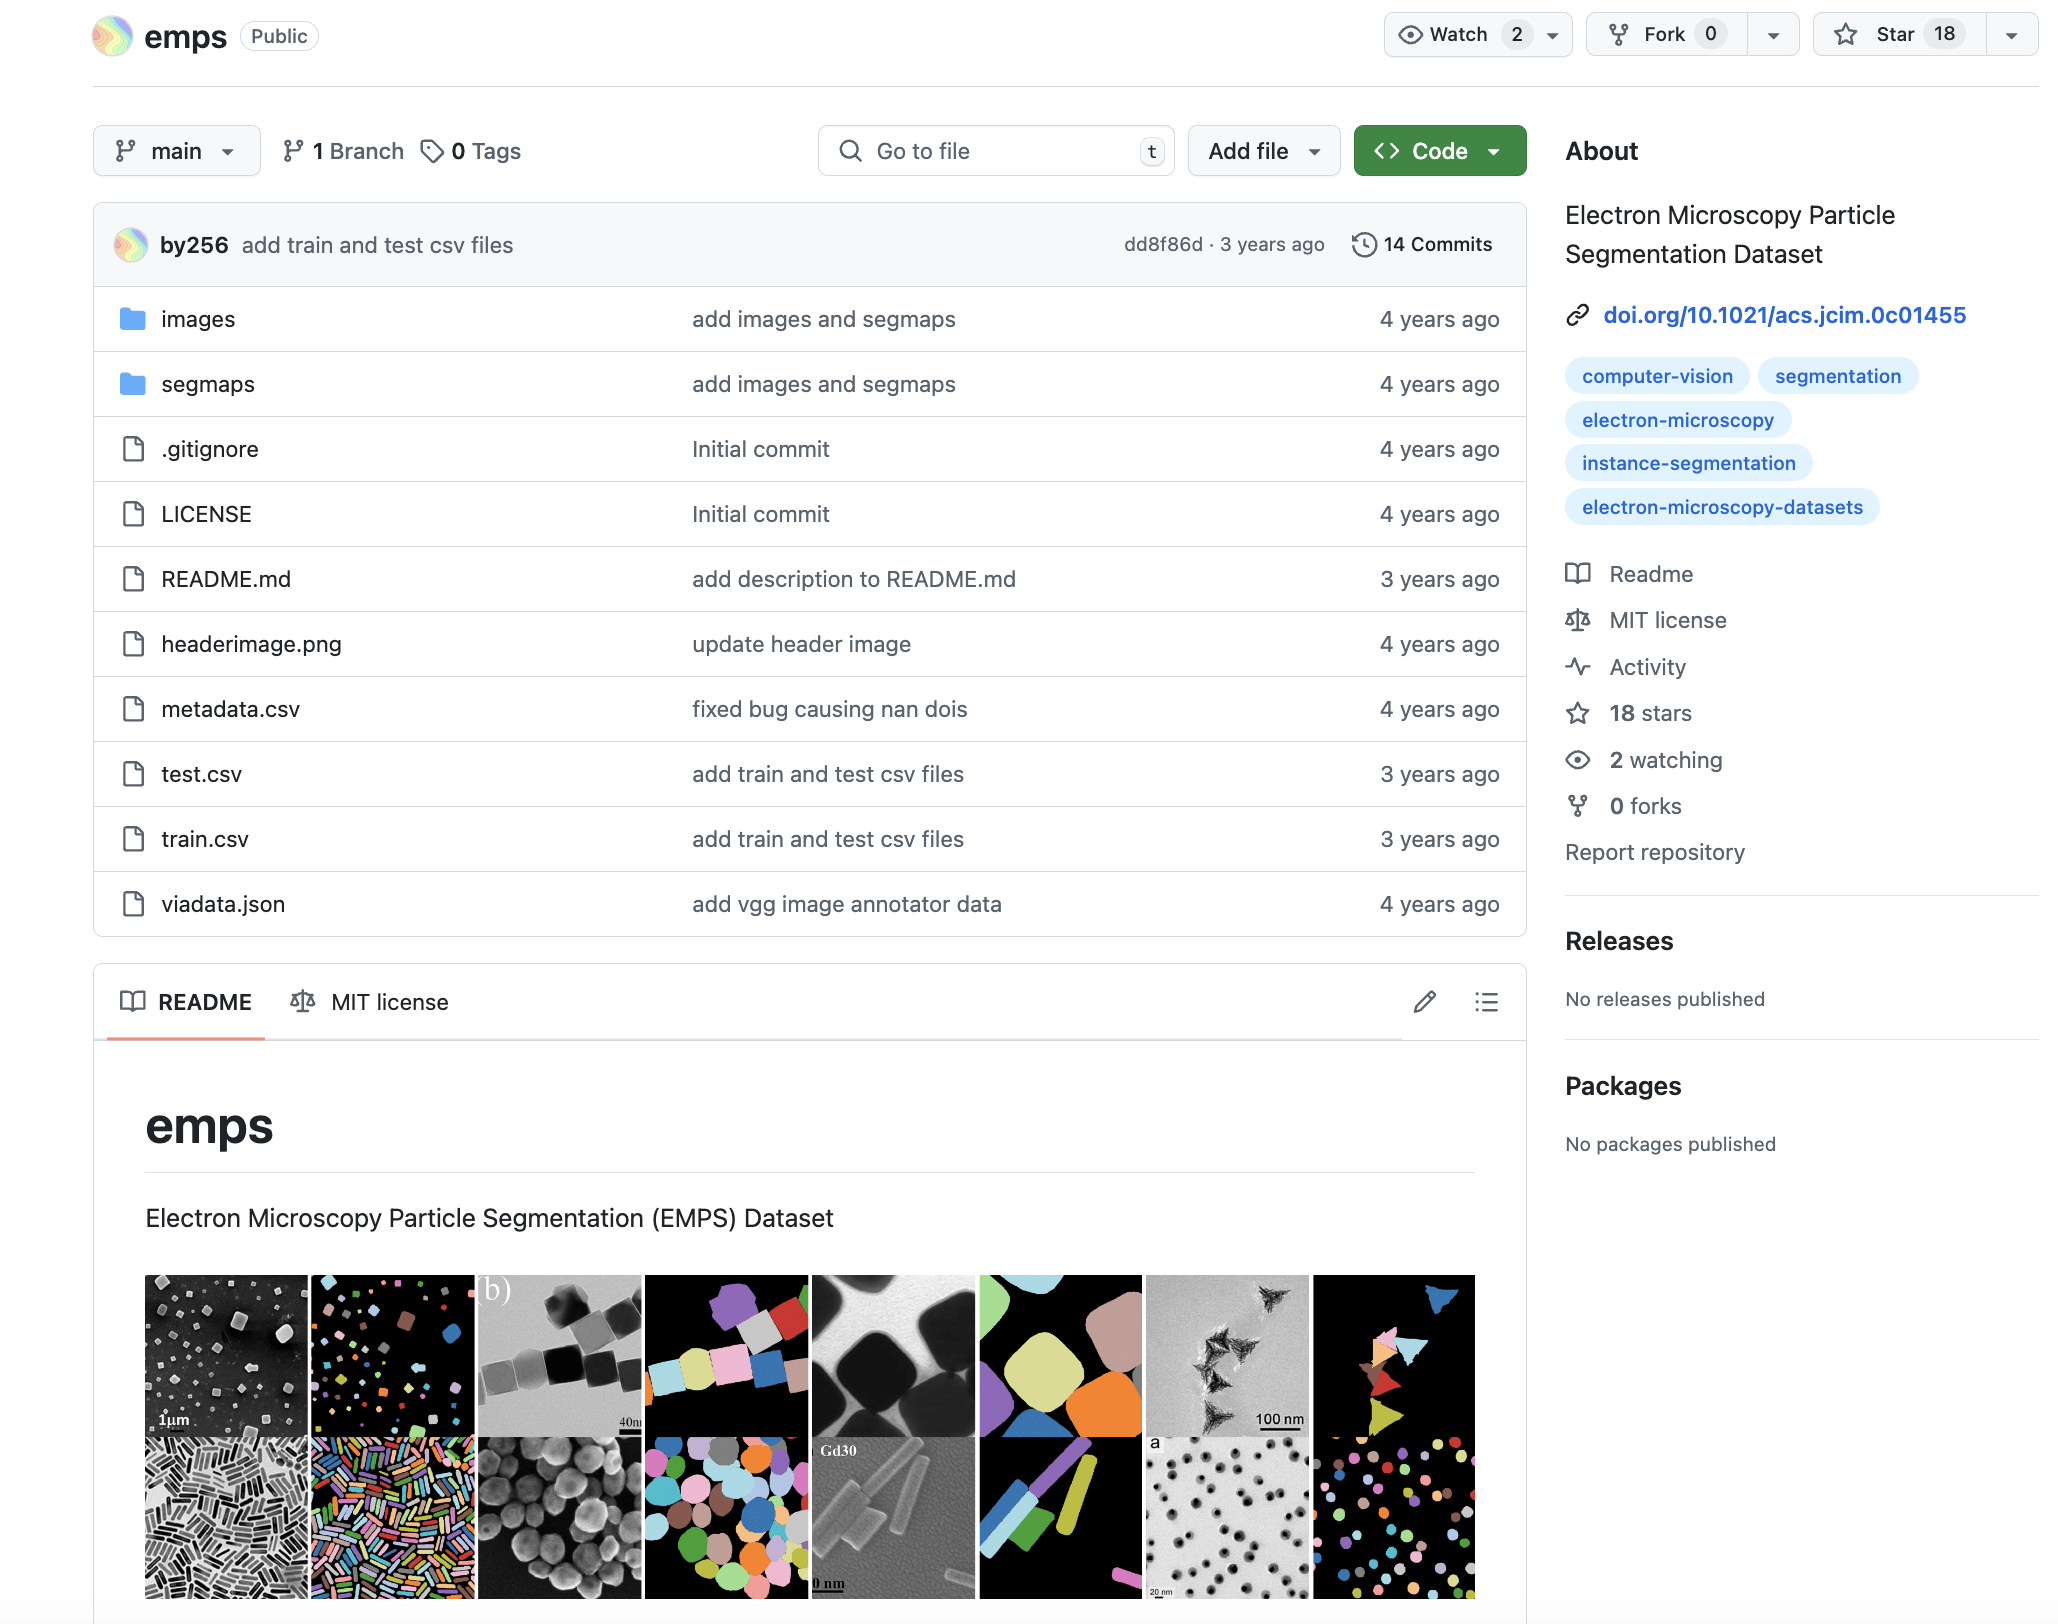 emps Public Watch 2 Fork 0 Star 18
main 1 Branch 0 Tags Go to file t Add file Code
by256 add train and test csv files dd8f86d · 3 years ago 14 Commits
images add images and segmaps 4 years ago
segmaps add images and segmaps 4 years ago
.gitignore Initial commit 4 years ago
LICENSE Initial commit 4 years ago
README.md add description to README.md 3 years ago
headerimage.png update header image 4 years ago
metadata.csv fixed bug causing nan dois 4 years ago
test.csv add train and test csv files 3 years ago
train.csv add train and test csv files 3 years ago
viadata.json add vgg image annotator data 4 years ago
README MIT license
emps
Electron Microscopy Particle Segmentation (EMPS) Dataset
(b)
1μm
100 nm
Gd30
a
20 nm
About
Electron Microscopy Particle
Segmentation Dataset
doi.org/10.1021/acs.jcim.0c01455
computer-vision segmentation
electron-microscopy
instance-segmentation
electron-microscopy-datasets
Readme
MIT license
Activity
18 stars
2 watching
0 forks
Report repository
Releases
No releases published
Packages
No packages published